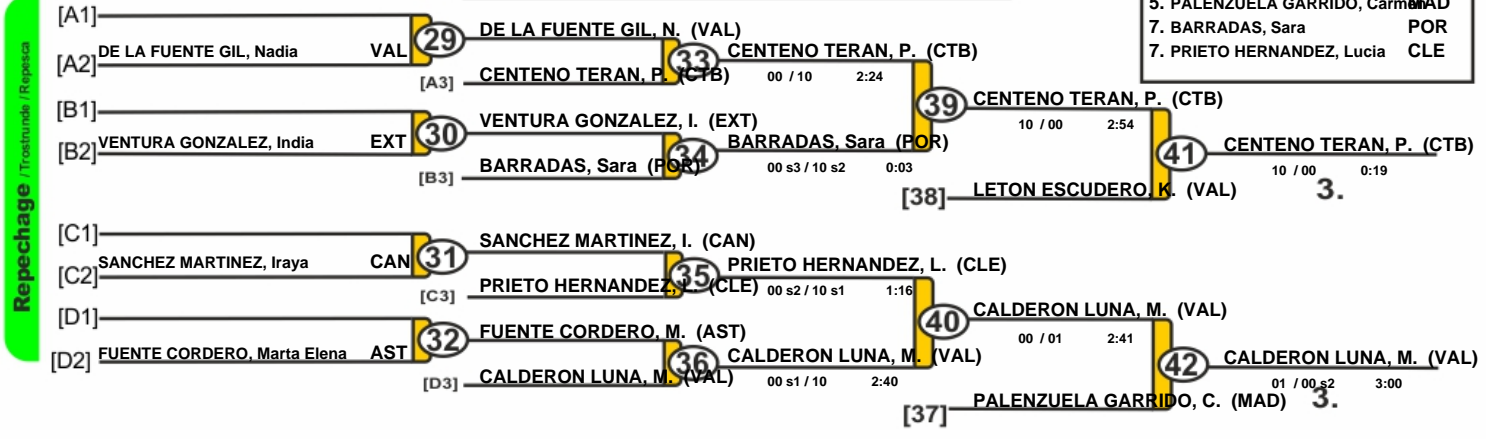 5. PALENZUELA GARRIDO, Carmen MAD
7. BARRADAS, Sara POR
7. PRIETO HERNANDEZ, Lucia CLE
Repechage / Trostrunde / Repesca
[A1]
DE LA FUENTE GIL, Nadia VAL
[A2]
29
DE LA FUENTE GIL, N. (VAL)
[A3]
CENTENO TERAN, P. (CTB)
33
CENTENO TERAN, P. (CTB)
00 / 10 2:24
[B1]
VENTURA GONZALEZ, India EXT
[B2]
30
VENTURA GONZALEZ, I. (EXT)
[B3]
BARRADAS, Sara (POR)
34
BARRADAS, Sara (POR)
00 s3 / 10 s2 0:03
39
CENTENO TERAN, P. (CTB)
10 / 00 2:54
[38]
LETON ESCUDERO, K. (VAL)
41
CENTENO TERAN, P. (CTB)
10 / 00 0:19
3.
[C1]
SANCHEZ MARTINEZ, Iraya CAN
[C2]
31
SANCHEZ MARTINEZ, I. (CAN)
[C3]
PRIETO HERNANDEZ, L. (CLE)
35
PRIETO HERNANDEZ, L. (CLE)
00 s2 / 10 s1 1:16
[D1]
FUENTE CORDERO, Marta Elena AST
[D2]
32
FUENTE CORDERO, M. (AST)
[D3]
CALDERON LUNA, M. (VAL)
36
CALDERON LUNA, M. (VAL)
00 s1 / 10 2:40
40
CALDERON LUNA, M. (VAL)
00 / 01 2:41
[37]
PALENZUELA GARRIDO, C. (MAD)
42
CALDERON LUNA, M. (VAL)
01 / 00 s2 3:00
3.